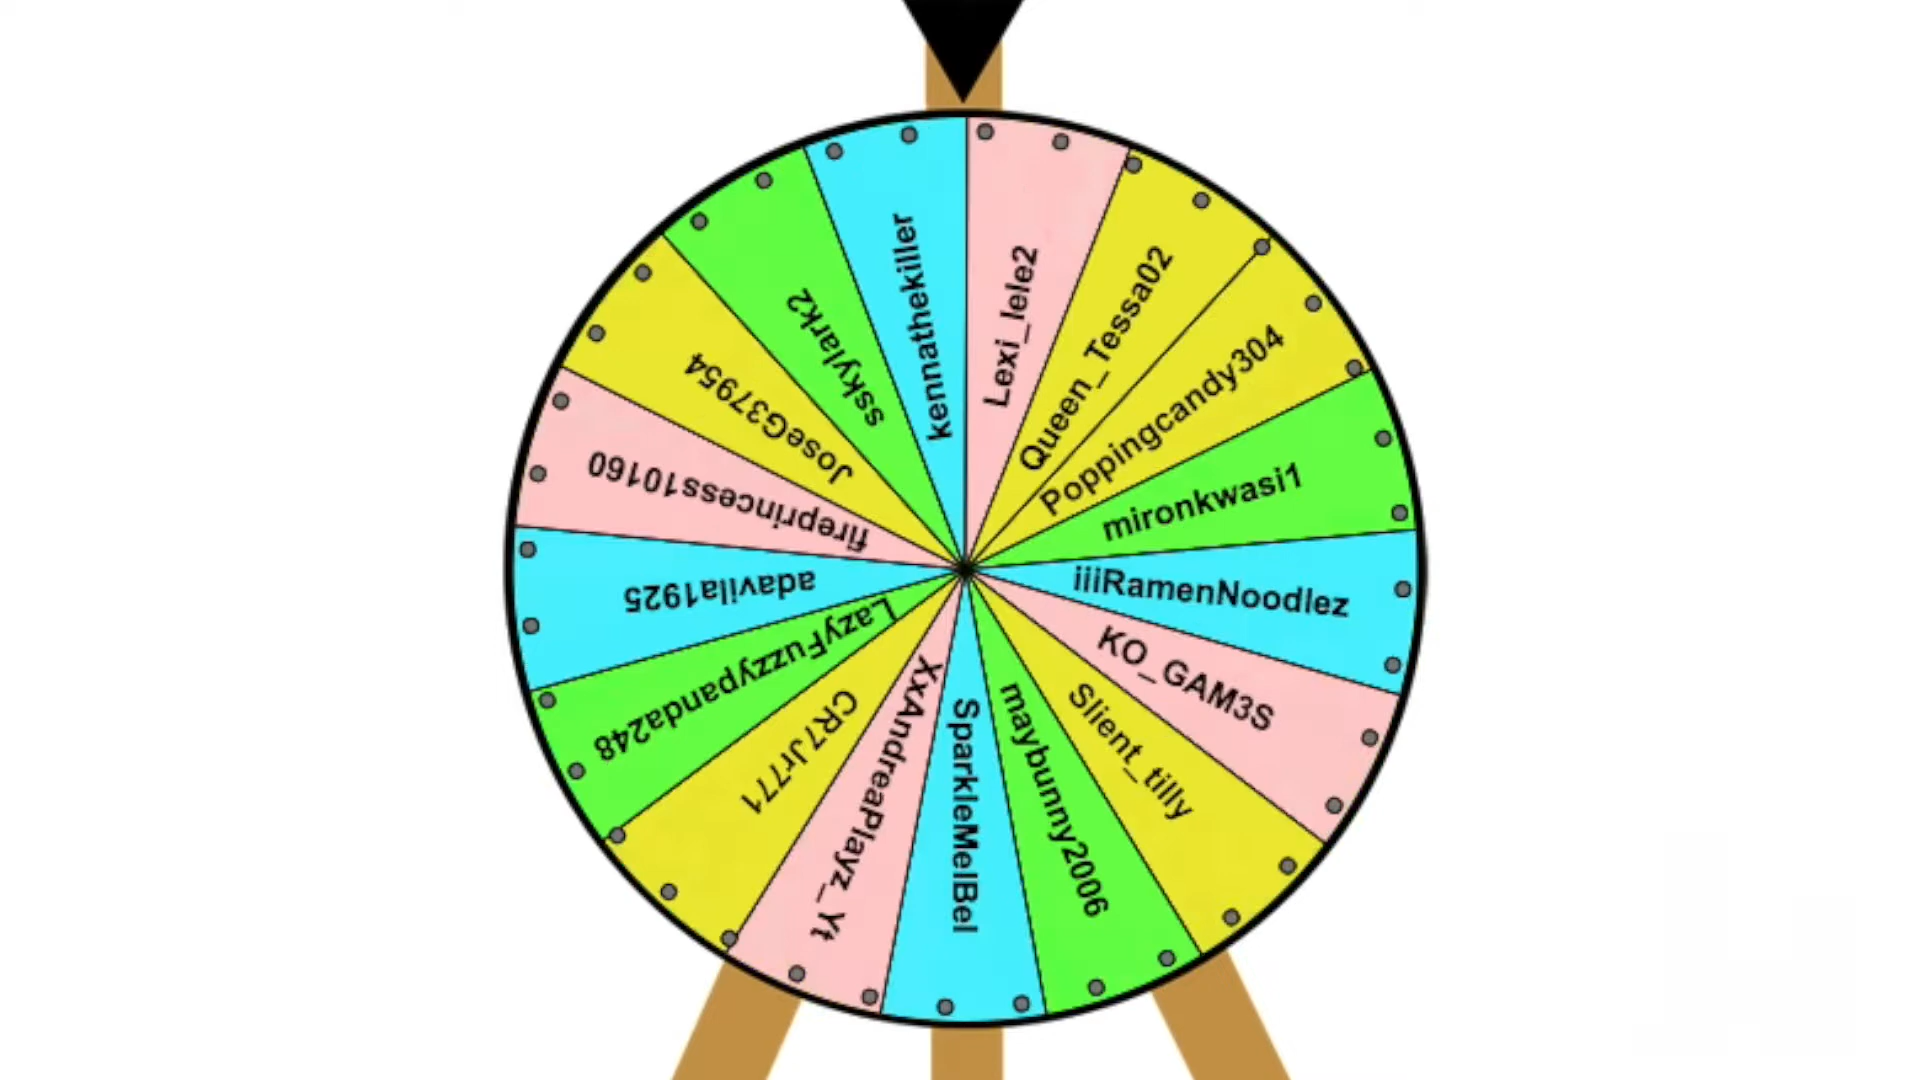 Lexi_lele2
Queen_Tessa02
Poppingcandy304
mironkwasi1
iiiRamenNoodlez
KO_GAM3S
Slient_tilly
maybunny2006
SparkleMelBel
XxAndreaPlayz_Yt
CR7Jr771
LazyFuzzypanda248
adavila1925
fireprincess10160
JoseG37954
sskylark2
kennathekiller